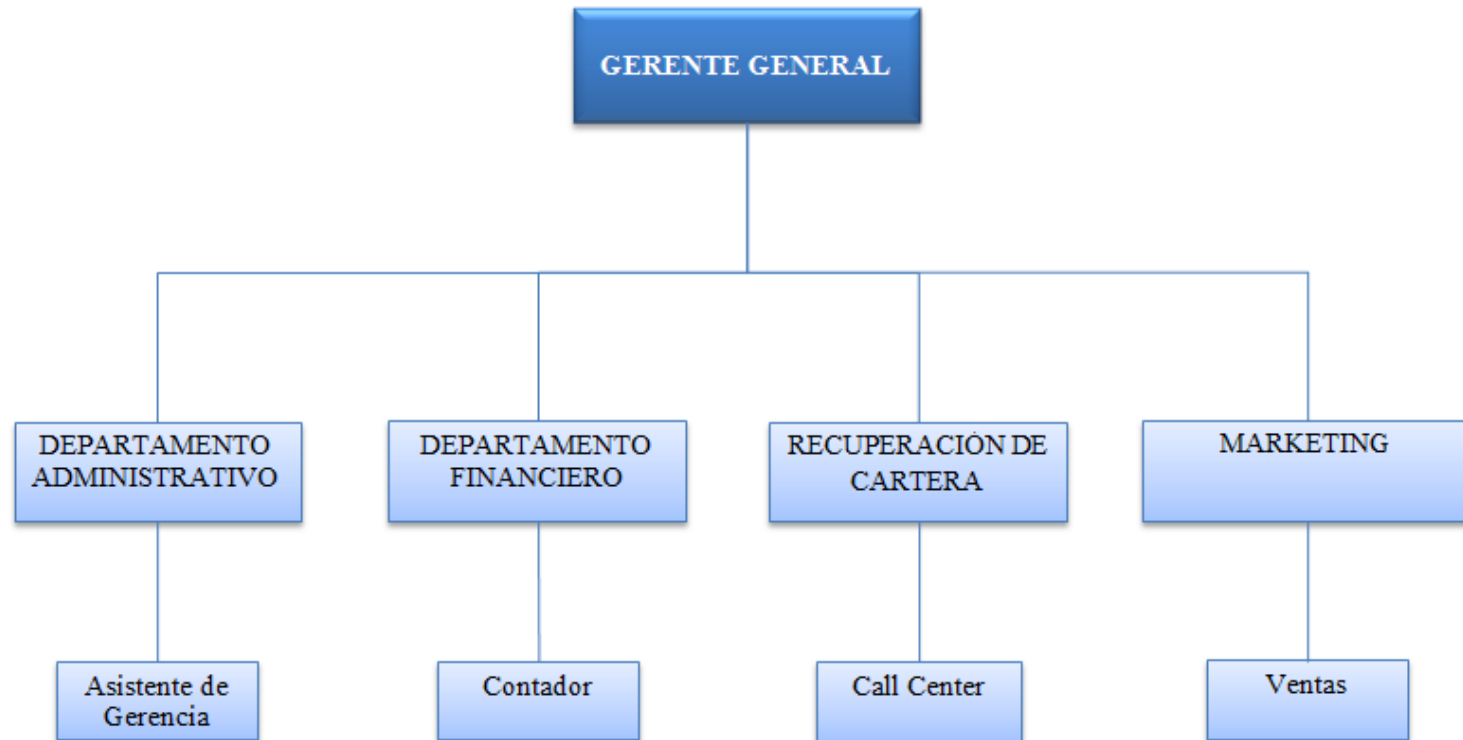 GERENTE GENERAL
DEPARTAMENTO
ADMINISTRATIVO
DEPARTAMENTO
FINANCIERO
RECUPERACIÓN DE
CARTERA
MARKETING
Asistente de
Gerencia
Contador
Call Center
Ventas